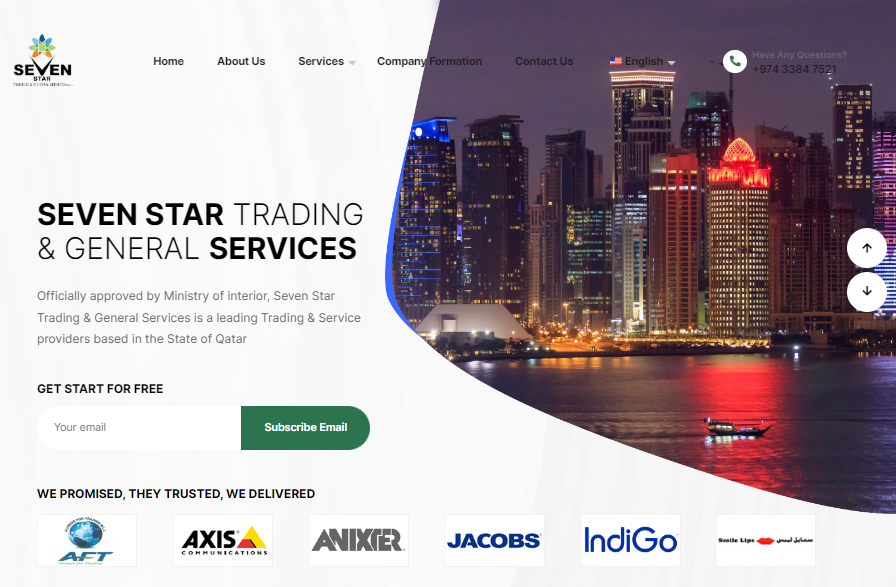 SEVEN
STAR
TRADING & GENERAL SERVICES
Home
About Us
Services
Company Formation
Contact Us
English
Have Any Questions?
+974 3384 7521
SEVEN STAR TRADING
& GENERAL SERVICES
Officially approved by Ministry of interior, Seven Star
Trading & General Services is a leading Trading & Service
providers based in the State of Qatar
GET START FOR FREE
Your email
Subscribe Email
WE PROMISED, THEY TRUSTED, WE DELIVERED
AFT
AXIS
COMMUNICATIONS
ANIXTER
JACOBS
IndiGo
Smile Lips
سمايل ليبس